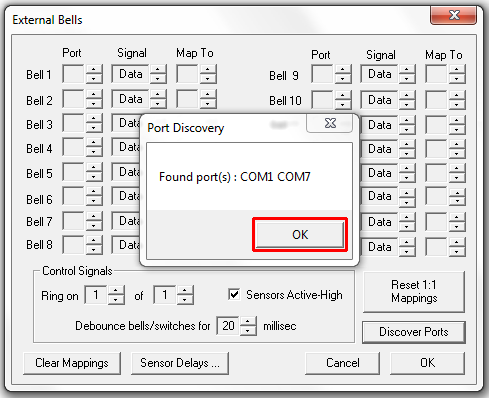 External Bells
Port Signal Map To Port Signal Map To
Bell 1 Data Bell 9 Data
Bell 2 Data Bell 10 Data
Bell 3 Data Data
Bell 4 Data Data
Bell 5 Data Data
Bell 6 Data Data
Bell 7 Data Data
Bell 8 Data Data
Port Discovery
Found port(s) : COM1 COM7
OK
Control Signals
Ring on 1 of 1 Sensors Active-High
Debounce bells/switches for 20 millisec
Reset 1:1
Mappings
Discover Ports
Clear Mappings Sensor Delays ... Cancel OK